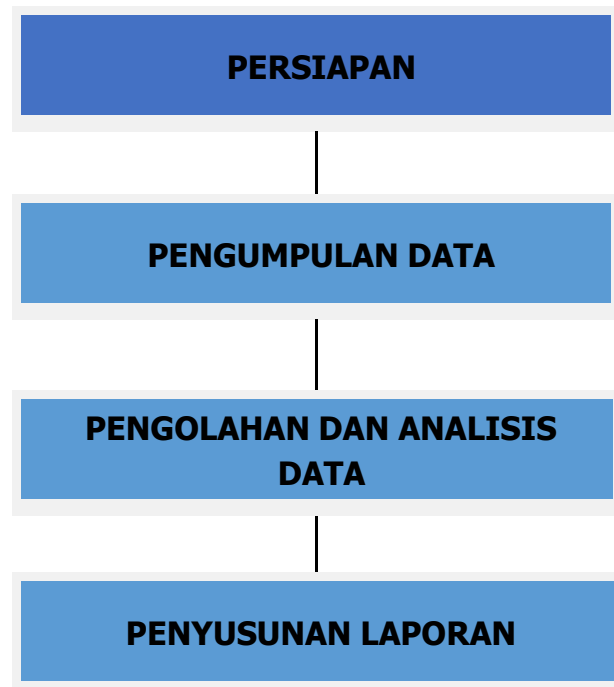 PERSIAPAN
PENGUMPULAN DATA
PENGOLAHAN DAN ANALISIS
DATA
PENYUSUNAN LAPORAN